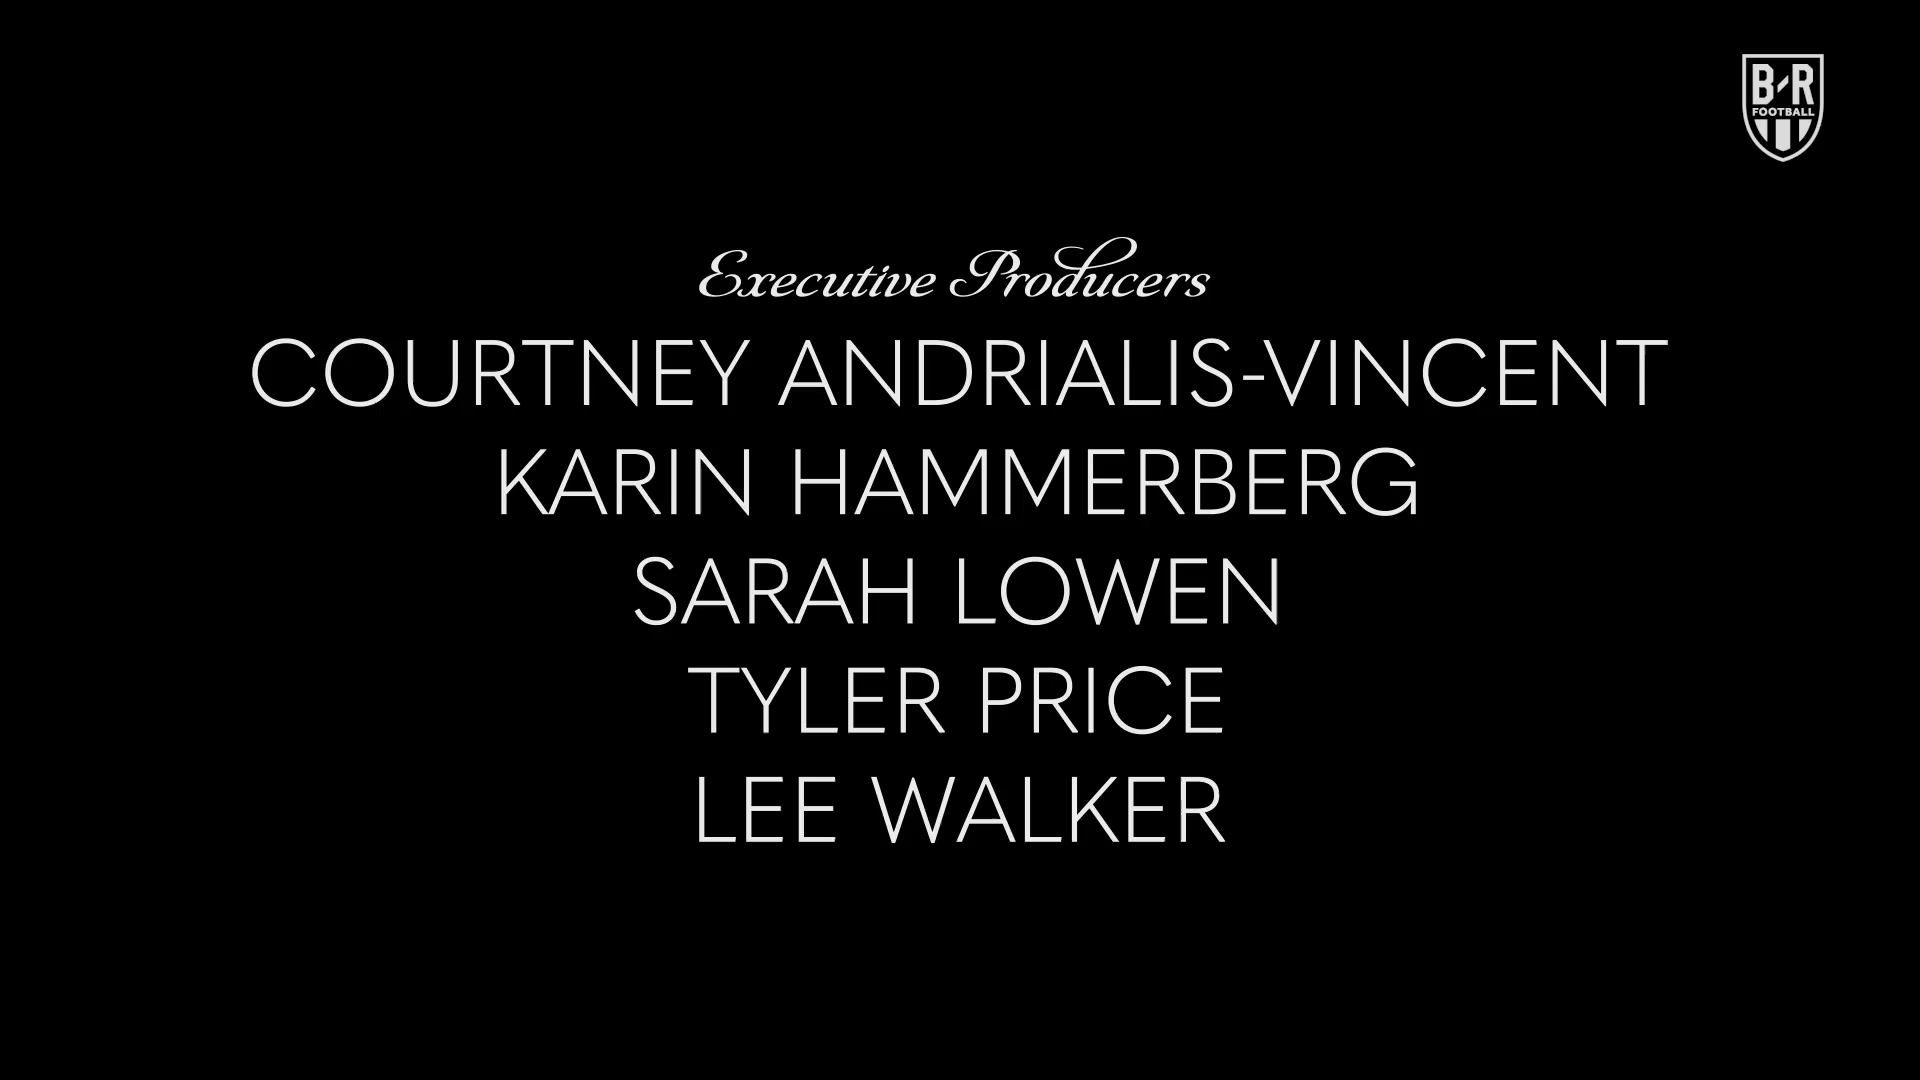 B/R
FOOTBALL
Executive Producers
COURTNEY ANDRIALIS-VINCENT
KARIN HAMMERBERG
SARAH LOWEN
TYLER PRICE
LEE WALKER